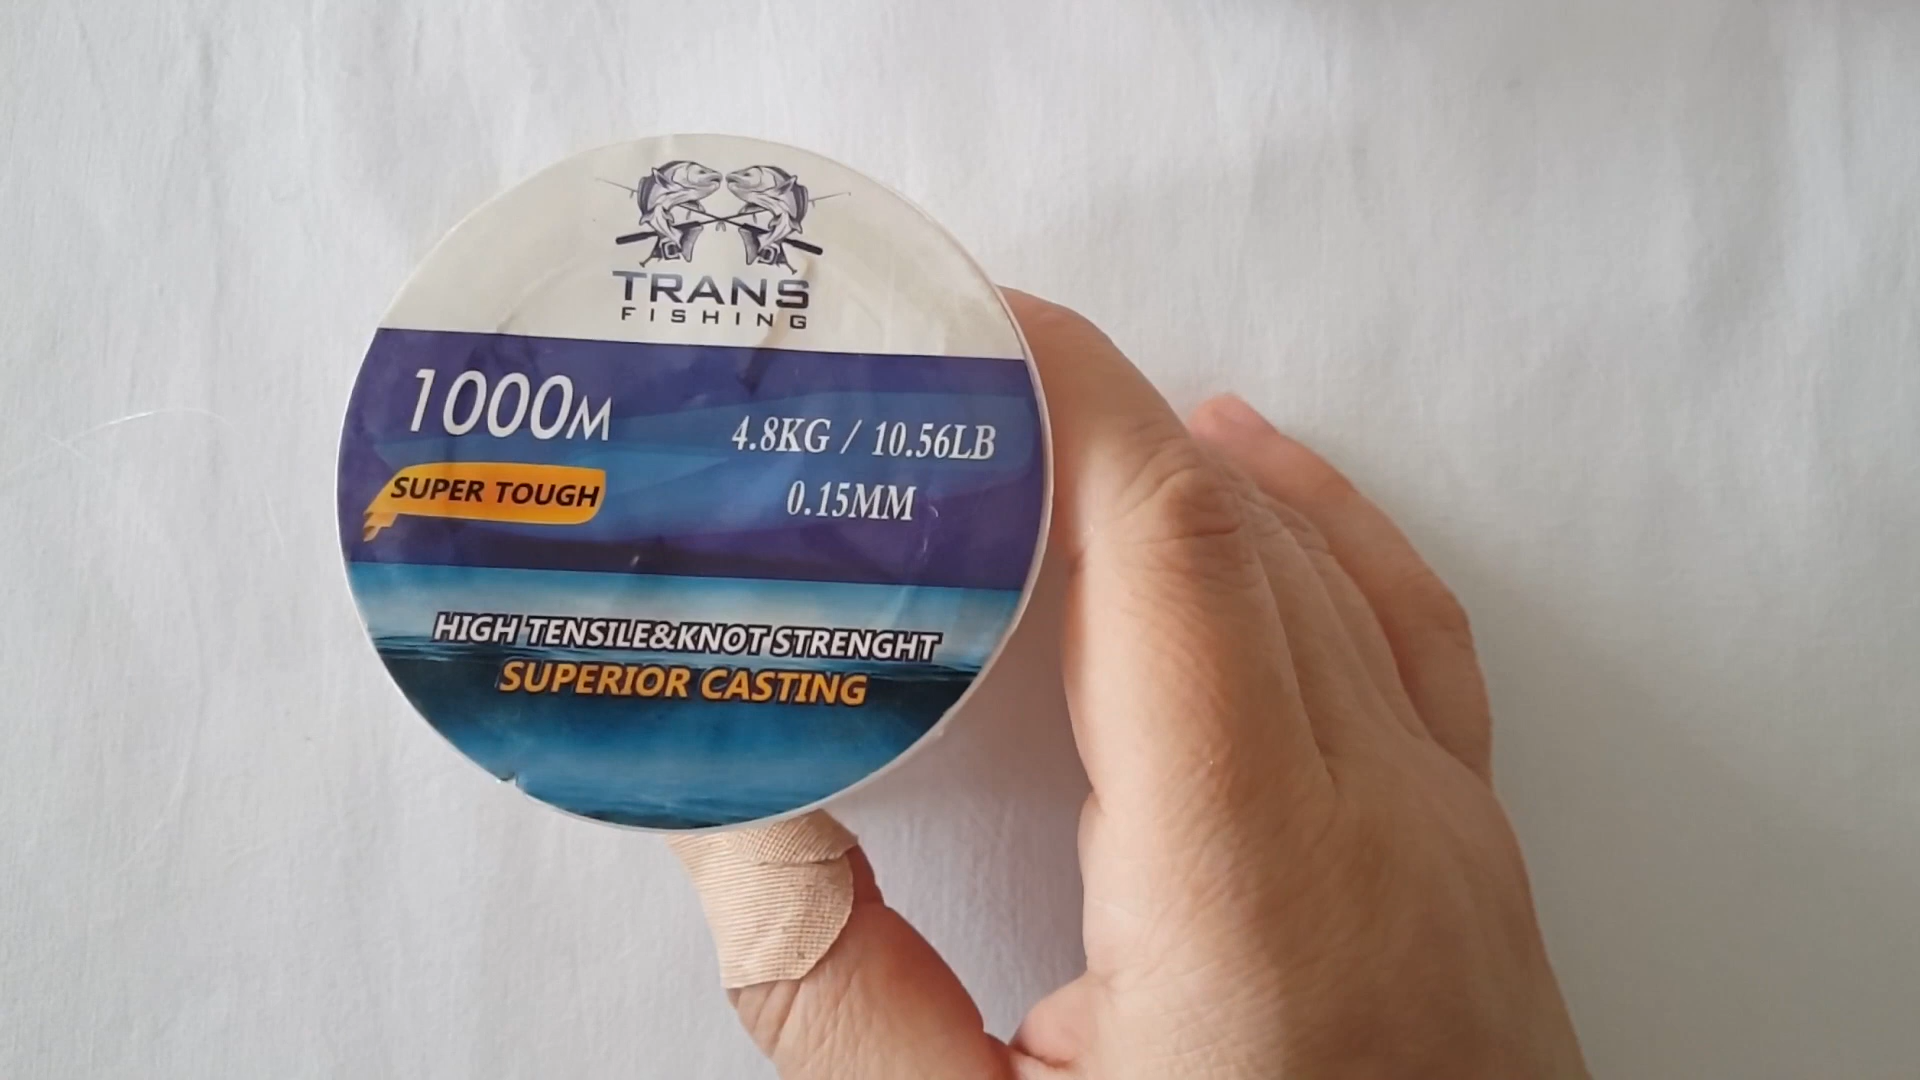 TRANS
FISHING
1000M
4.8KG / 10.56LB
SUPER TOUGH
0.15MM
HIGH TENSILE&KNOT STRENGHT
SUPERIOR CASTING